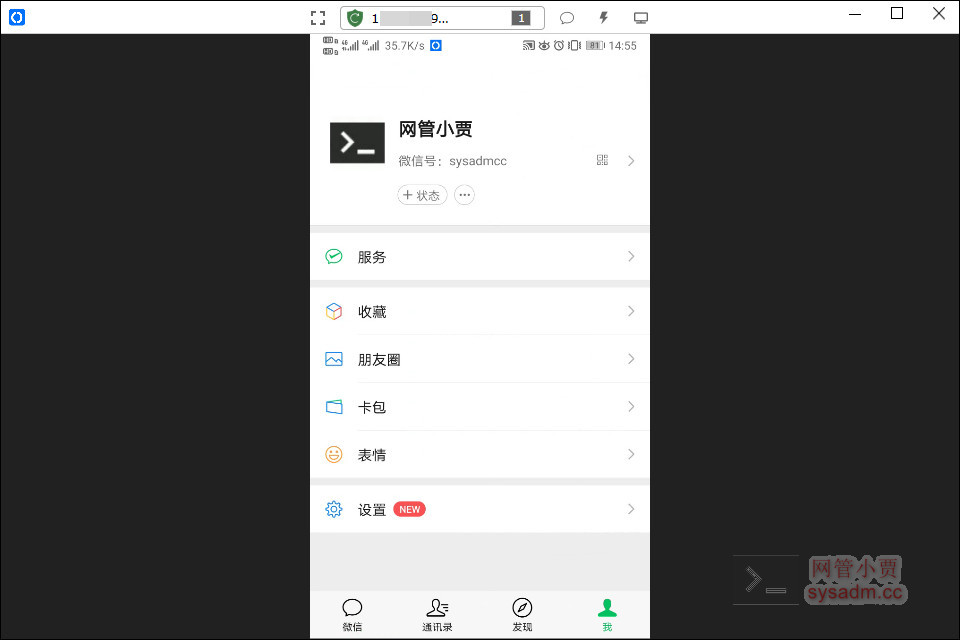 1 9... 1
35.7K/s 81 14:55
网管小贾
微信号：sysadmcc
+ 状态 ...
服务
收藏
朋友圈
卡包
表情
设置 NEW
微信 通讯录 发现 我
网管小贾
sysadm.cc